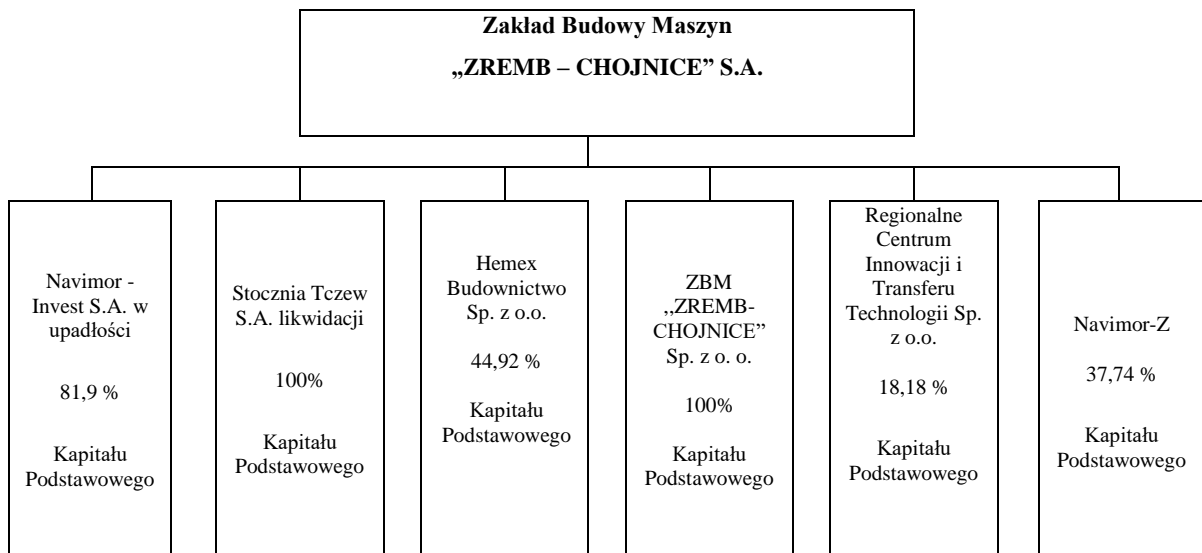 Zakład Budowy Maszyn
„ZREMB – CHOJNICE” S.A.
Navimor -
Invest S.A. w
upadłości
81,9 %
Kapitału
Podstawowego
Stocznia Tczew
S.A. likwidacji
100%
Kapitału
Podstawowego
Hemex
Budownictwo
Sp. z o.o.
44,92 %
Kapitału
Podstawowego
ZBM
,,ZREMB-
CHOJNICE”
Sp. z o. o.
100%
Kapitału
Podstawowego
Regionalne
Centrum
Innowacji i
Transferu
Technologii Sp.
z o.o.
18,18 %
Kapitału
Podstawowego
Navimor-Z
37,74 %
Kapitału
Podstawowego